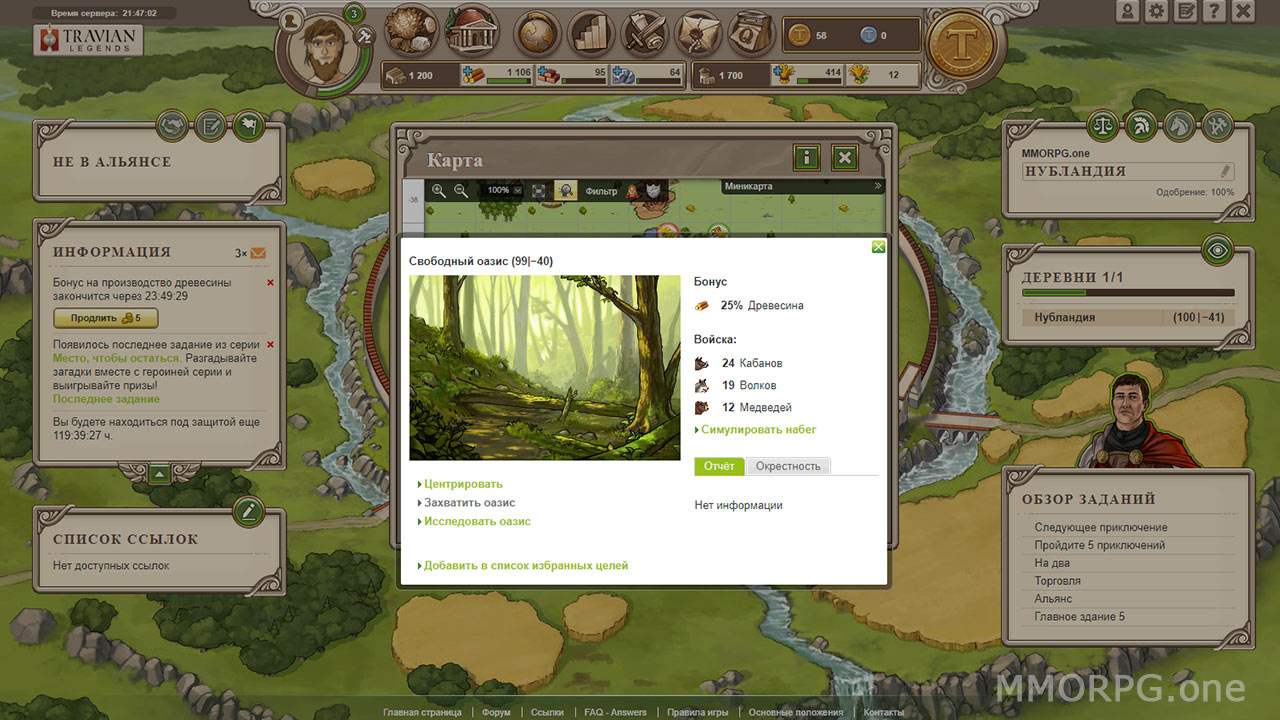 Время сервера: 21:47:02
TRAVIAN
LEGENDS
3
58
0
1 200
1 106
95
64
1 700
414
12
НЕ В АЛЬЯНСЕ
ИНФОРМАЦИЯ
3×
Бонус на производство древесины
закончится через 23:49:29
Продлить 5
Появилось последнее задание из серии
Место, чтобы остаться. Разгадывайте
загадки вместе с героиней серии и
выигрывайте призы!
Последнее задание
Вы будете находиться под защитой еще
119:39:27 ч.
СПИСОК ССЫЛОК
Нет доступных ссылок
Карта
100%
Фильтр
Миникарта
»
-38
Свободный оазис (99|−40)
Бонус
25% Древесина
Войска:
24 Кабанов
19 Волков
12 Медведей
Симулировать набег
Отчёт
Окрестность
Нет информации
Центрировать
Захватить оазис
Исследовать оазис
Добавить в список избранных целей
MMORPG.one
НУБЛАНДИЯ
Одобрение: 100%
ДЕРЕВНИ 1/1
Нубландия (100|−41)
ОБЗОР ЗАДАНИЙ
Следующее приключение
Пройдите 5 приключений
На два
Торговля
Альянс
Главное здание 5
MMORPG.one
Главная страница | Форум | Ссылки | FAQ - Answers | Правила игры | Основные положения | Контакты